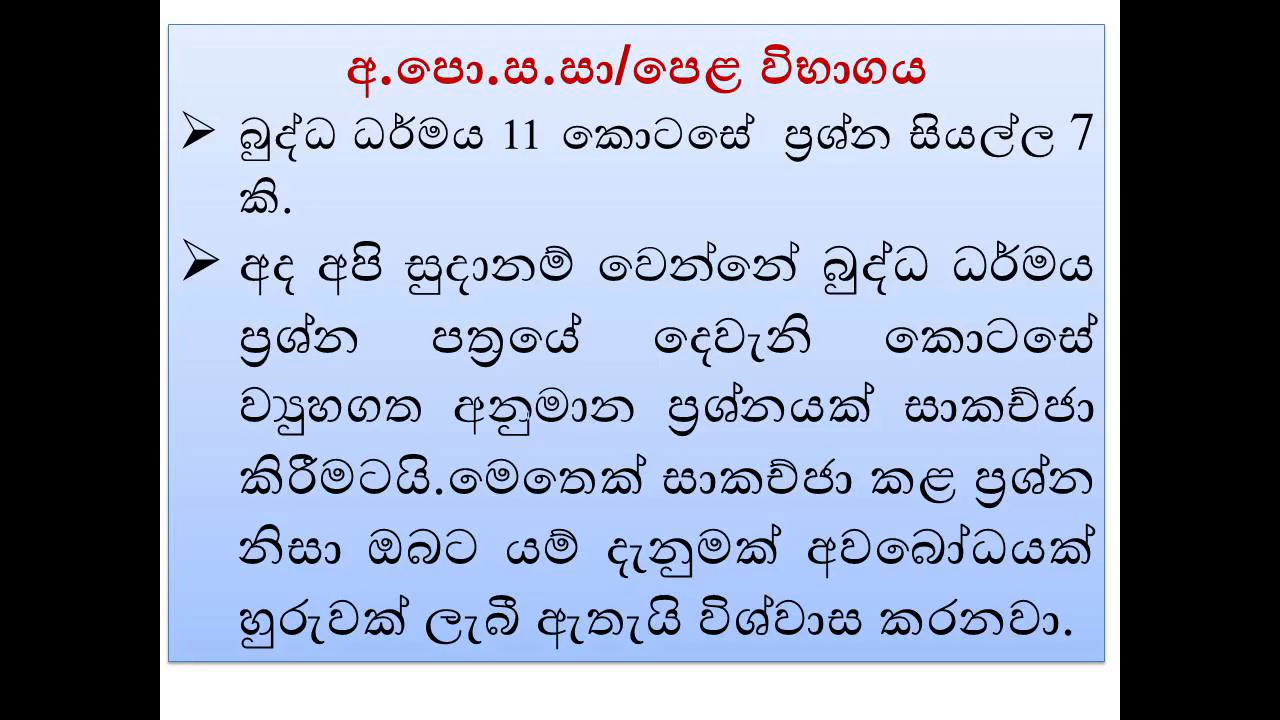 අ.පො.ස.සා/පෙළ විභාගය
➢ බුද්ධ ධර්මය 11 කොටසේ ප්‍රශ්න සියල්ල 7
කි.
➢ අද අපි සුදානම් වෙන්නේ බුද්ධ ධර්මය
ප්‍රශ්න පත්‍රයේ දෙවැනි කොටසේ
ව්‍යුහගත අනුමාන ප්‍රශ්නයක් සාකච්ජා
කිරීමටයි.මෙතෙක් සාකච්ජා කළ ප්‍රශ්න
නිසා ඔබට යම් දැනුමක් අවබෝධයක්
හුරුවක් ලැබී ඇතැයි විශ්වාස කරනවා.